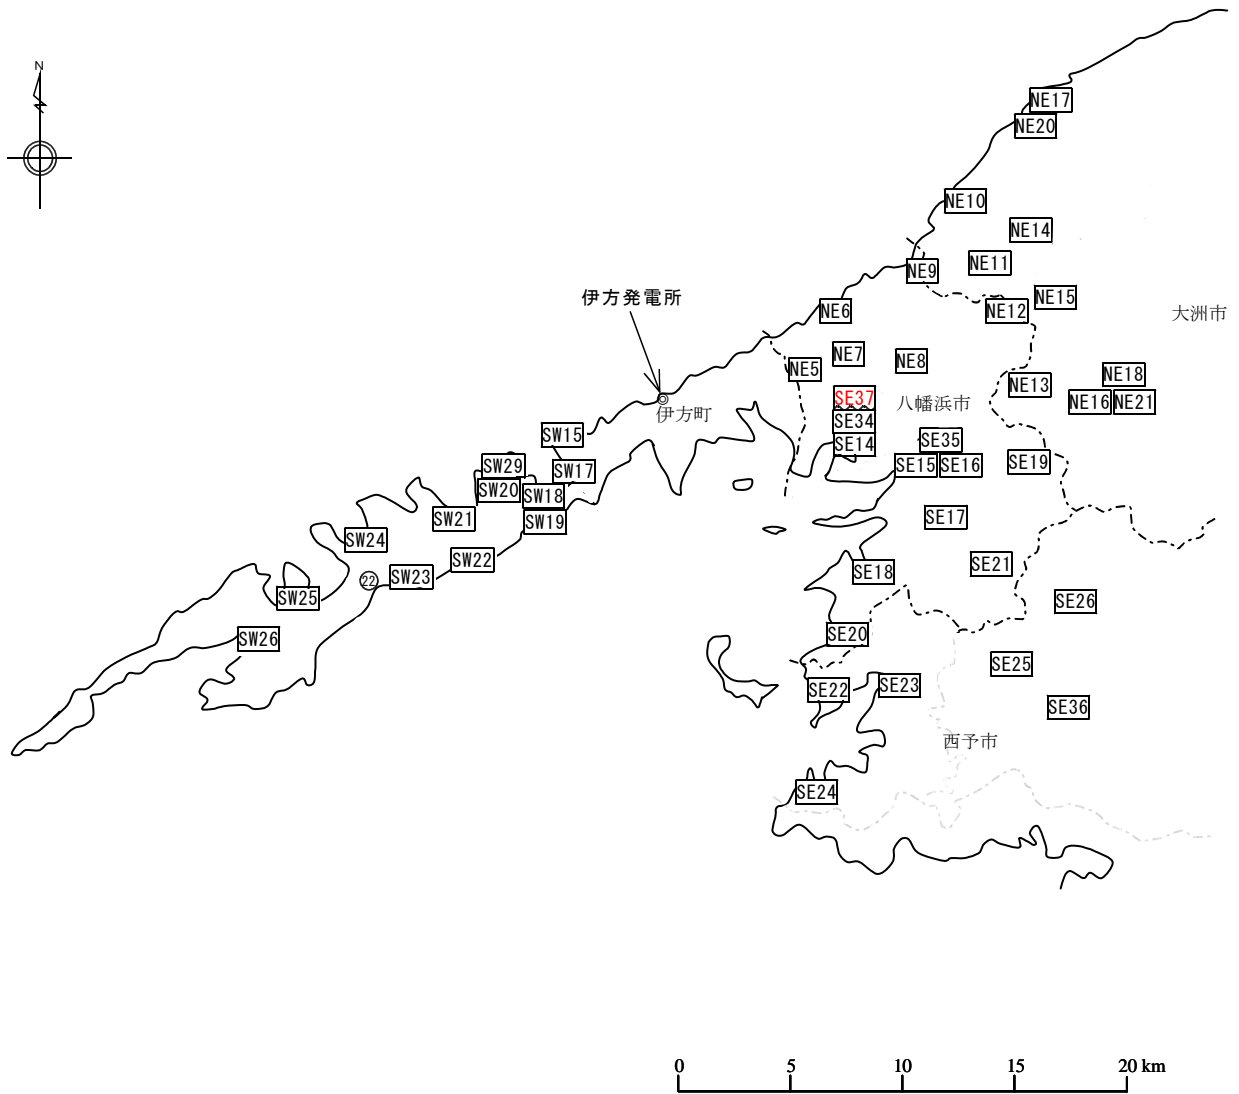 N
NE17
NE20
NE10
NE14
NE11
NE9
伊方発電所
NE15
NE6
NE12
大洲市
NE7
NE8
NE5
NE18
NE13
SE37
八幡浜市
NE16
NE21
伊方町
SE34
SW15
SE35
SE14
SE19
SW29
SE15
SE16
SW17
SW20
SW18
SE17
SW21
SW19
SW24
SW22
SE21
SE18
22
SW23
SW25
SE26
SE20
SW26
SE25
SE23
SE22
SE36
西予市
SE24
0 5 10 15 20 km